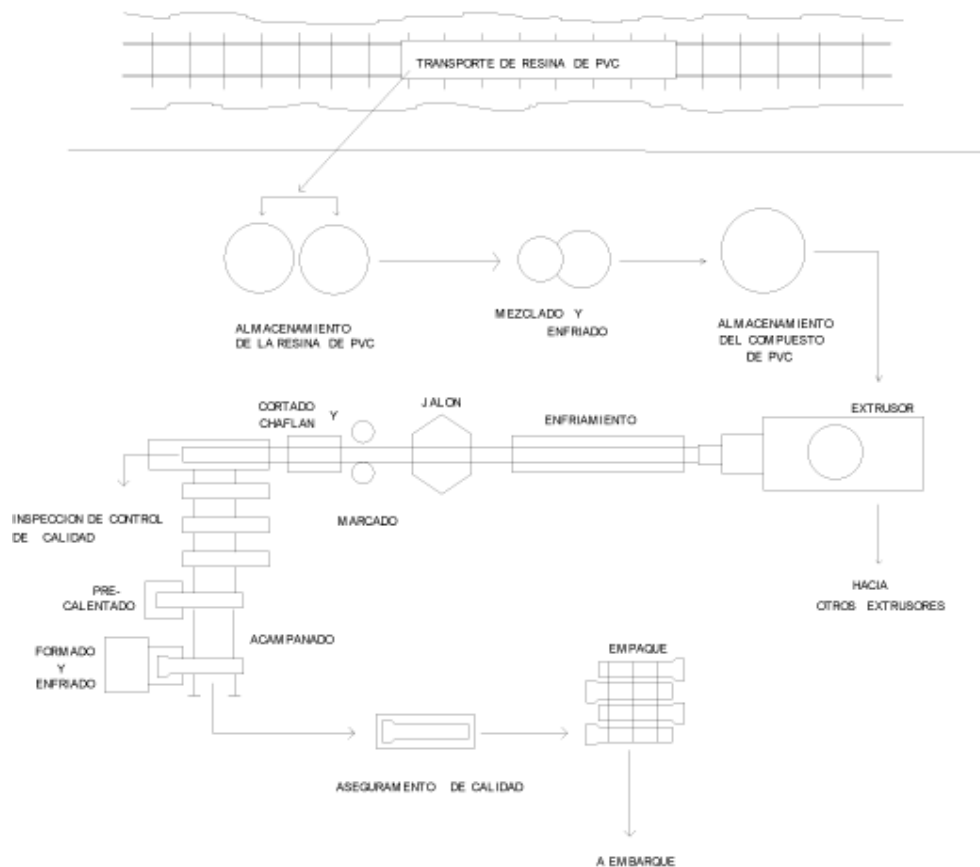 TRANSPORTE DE RESINA DE PVC
ALMACENAMIENTO
DE LA RESINA DE PVC
MEZCLADO Y
ENFRIADO
ALMACENAMIENTO
DEL COMPUESTO
DE PVC
CORTADO Y
CHAFLAN
JALON
ENFRIAMIENTO
EXTRUSOR
INSPECCION DE CONTROL
DE CALIDAD
MARCADO
HACIA
OTROS EXTRUSORES
PRE-
CALENTADO
ACAMPANADO
FORMADO
Y
ENFRIADO
EMPAQUE
ASEGURAMENTO DE CALIDAD
A EMBARQUE